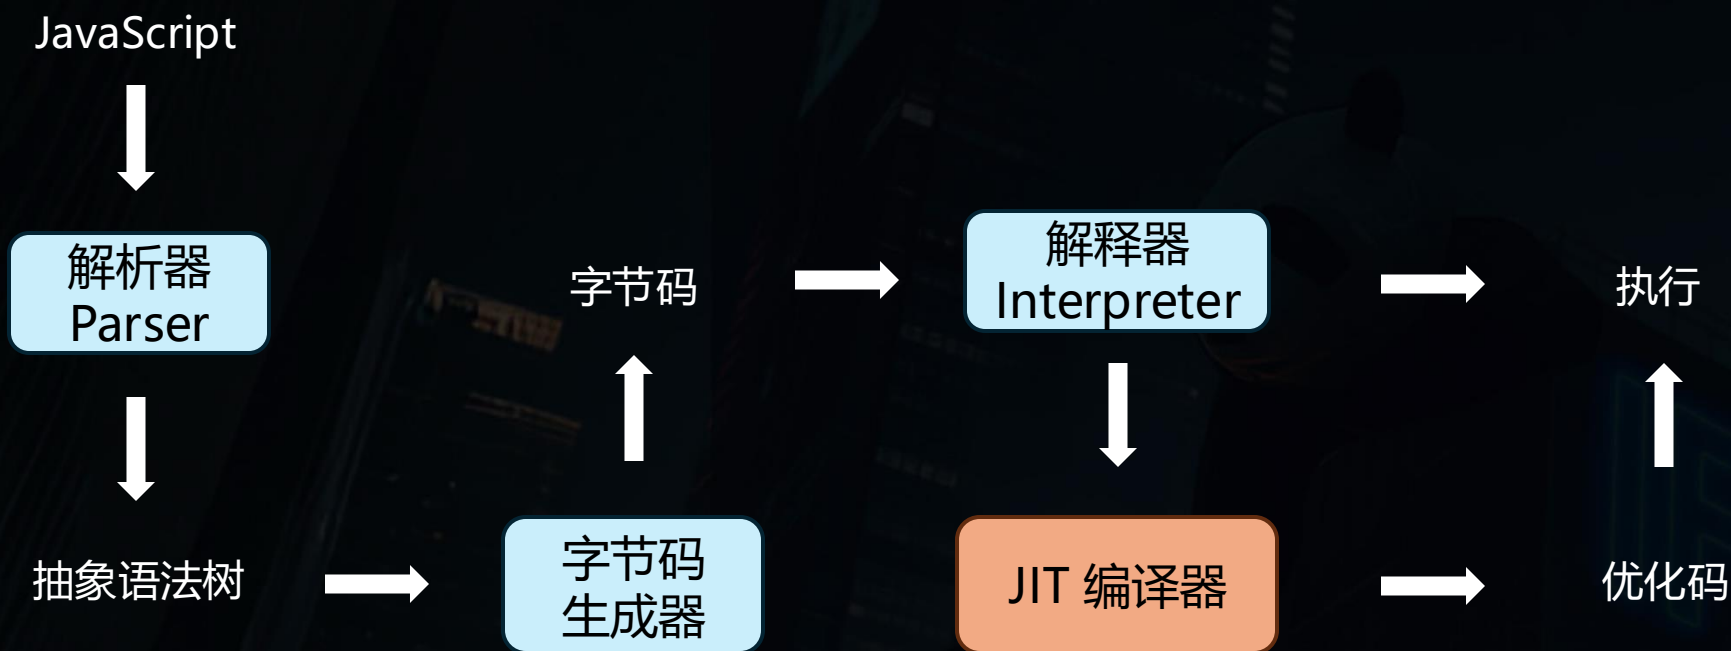 JavaScript
解析器
Parser
抽象语法树
字节码
生成器
字节码
解释器
Interpreter
执行
JIT 编译器
优化码